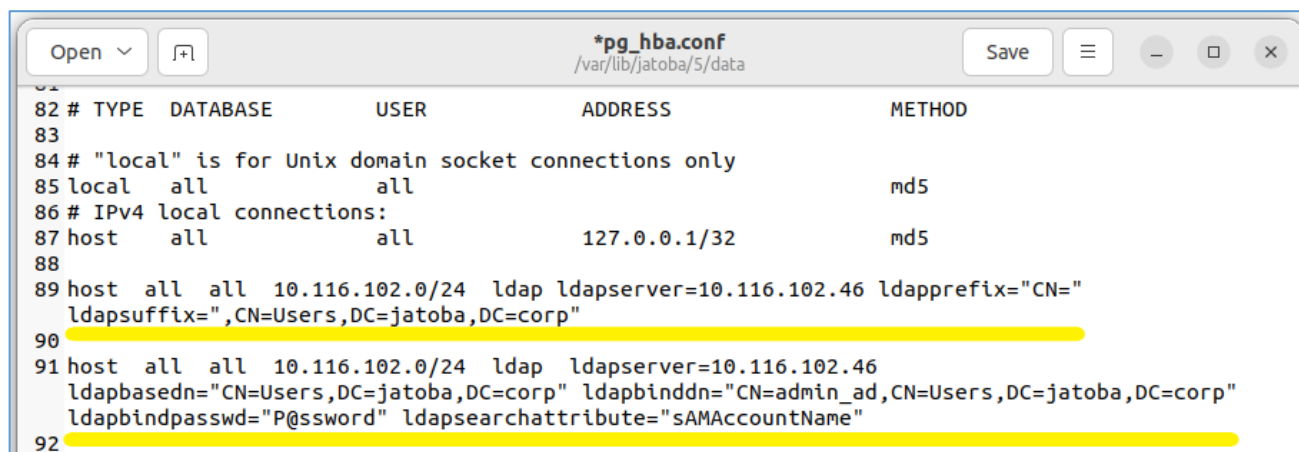 Open
*pg_hba.conf
/var/lib/jatoba/5/data
Save
82 # TYPE  DATABASE        USER            ADDRESS                 METHOD
83
84 # "local" is for Unix domain socket connections only
85 local   all             all                                     md5
86 # IPv4 local connections:
87 host    all             all             127.0.0.1/32            md5
88
89 host  all  all  10.116.102.0/24  ldap ldapserver=10.116.102.46 ldapprefix="CN="
ldapsuffix=",CN=Users,DC=jatoba,DC=corp"
90
91 host  all  all  10.116.102.0/24  ldap  ldapserver=10.116.102.46
ldapbasedn="CN=Users,DC=jatoba,DC=corp" ldapbinddn="CN=admin_ad,CN=Users,DC=jatoba,DC=corp"
ldapbindpasswd="P@ssword" ldapsearchattribute="sAMAccountName"
92